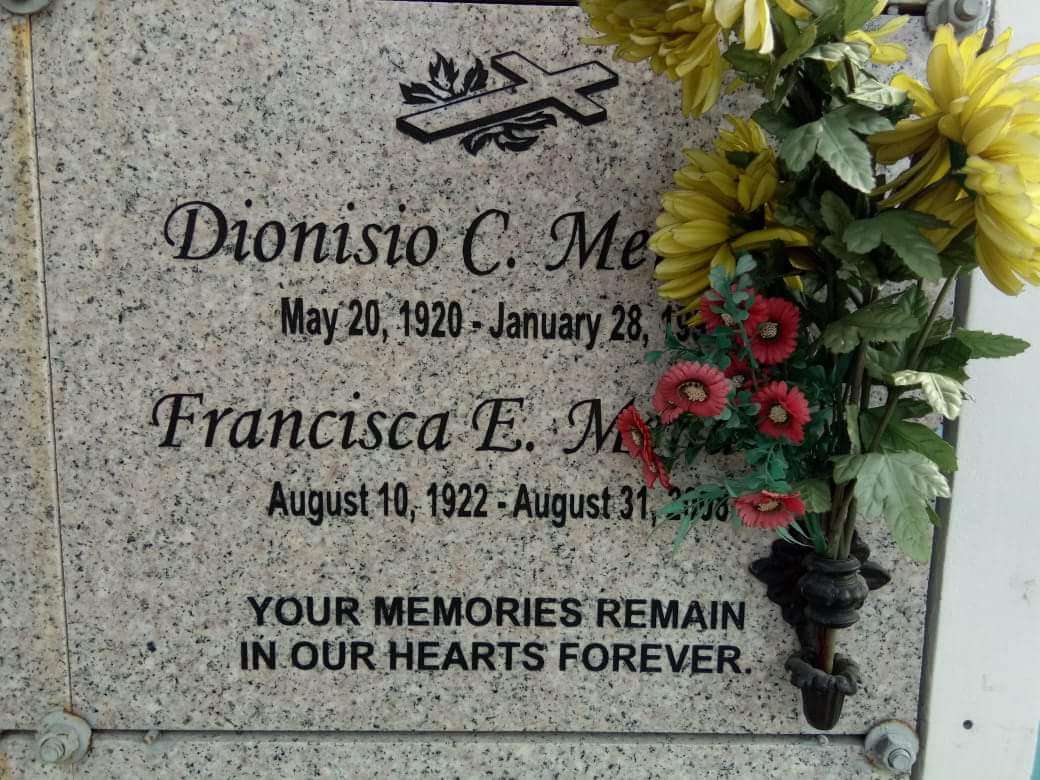 Dionisio C.
May 20, 1920 - January 28,
Francisca E.
August 10, 1922 - August 31, 2008
YOUR MEMORIES REMAIN
IN OUR HEARTS FOREVER.